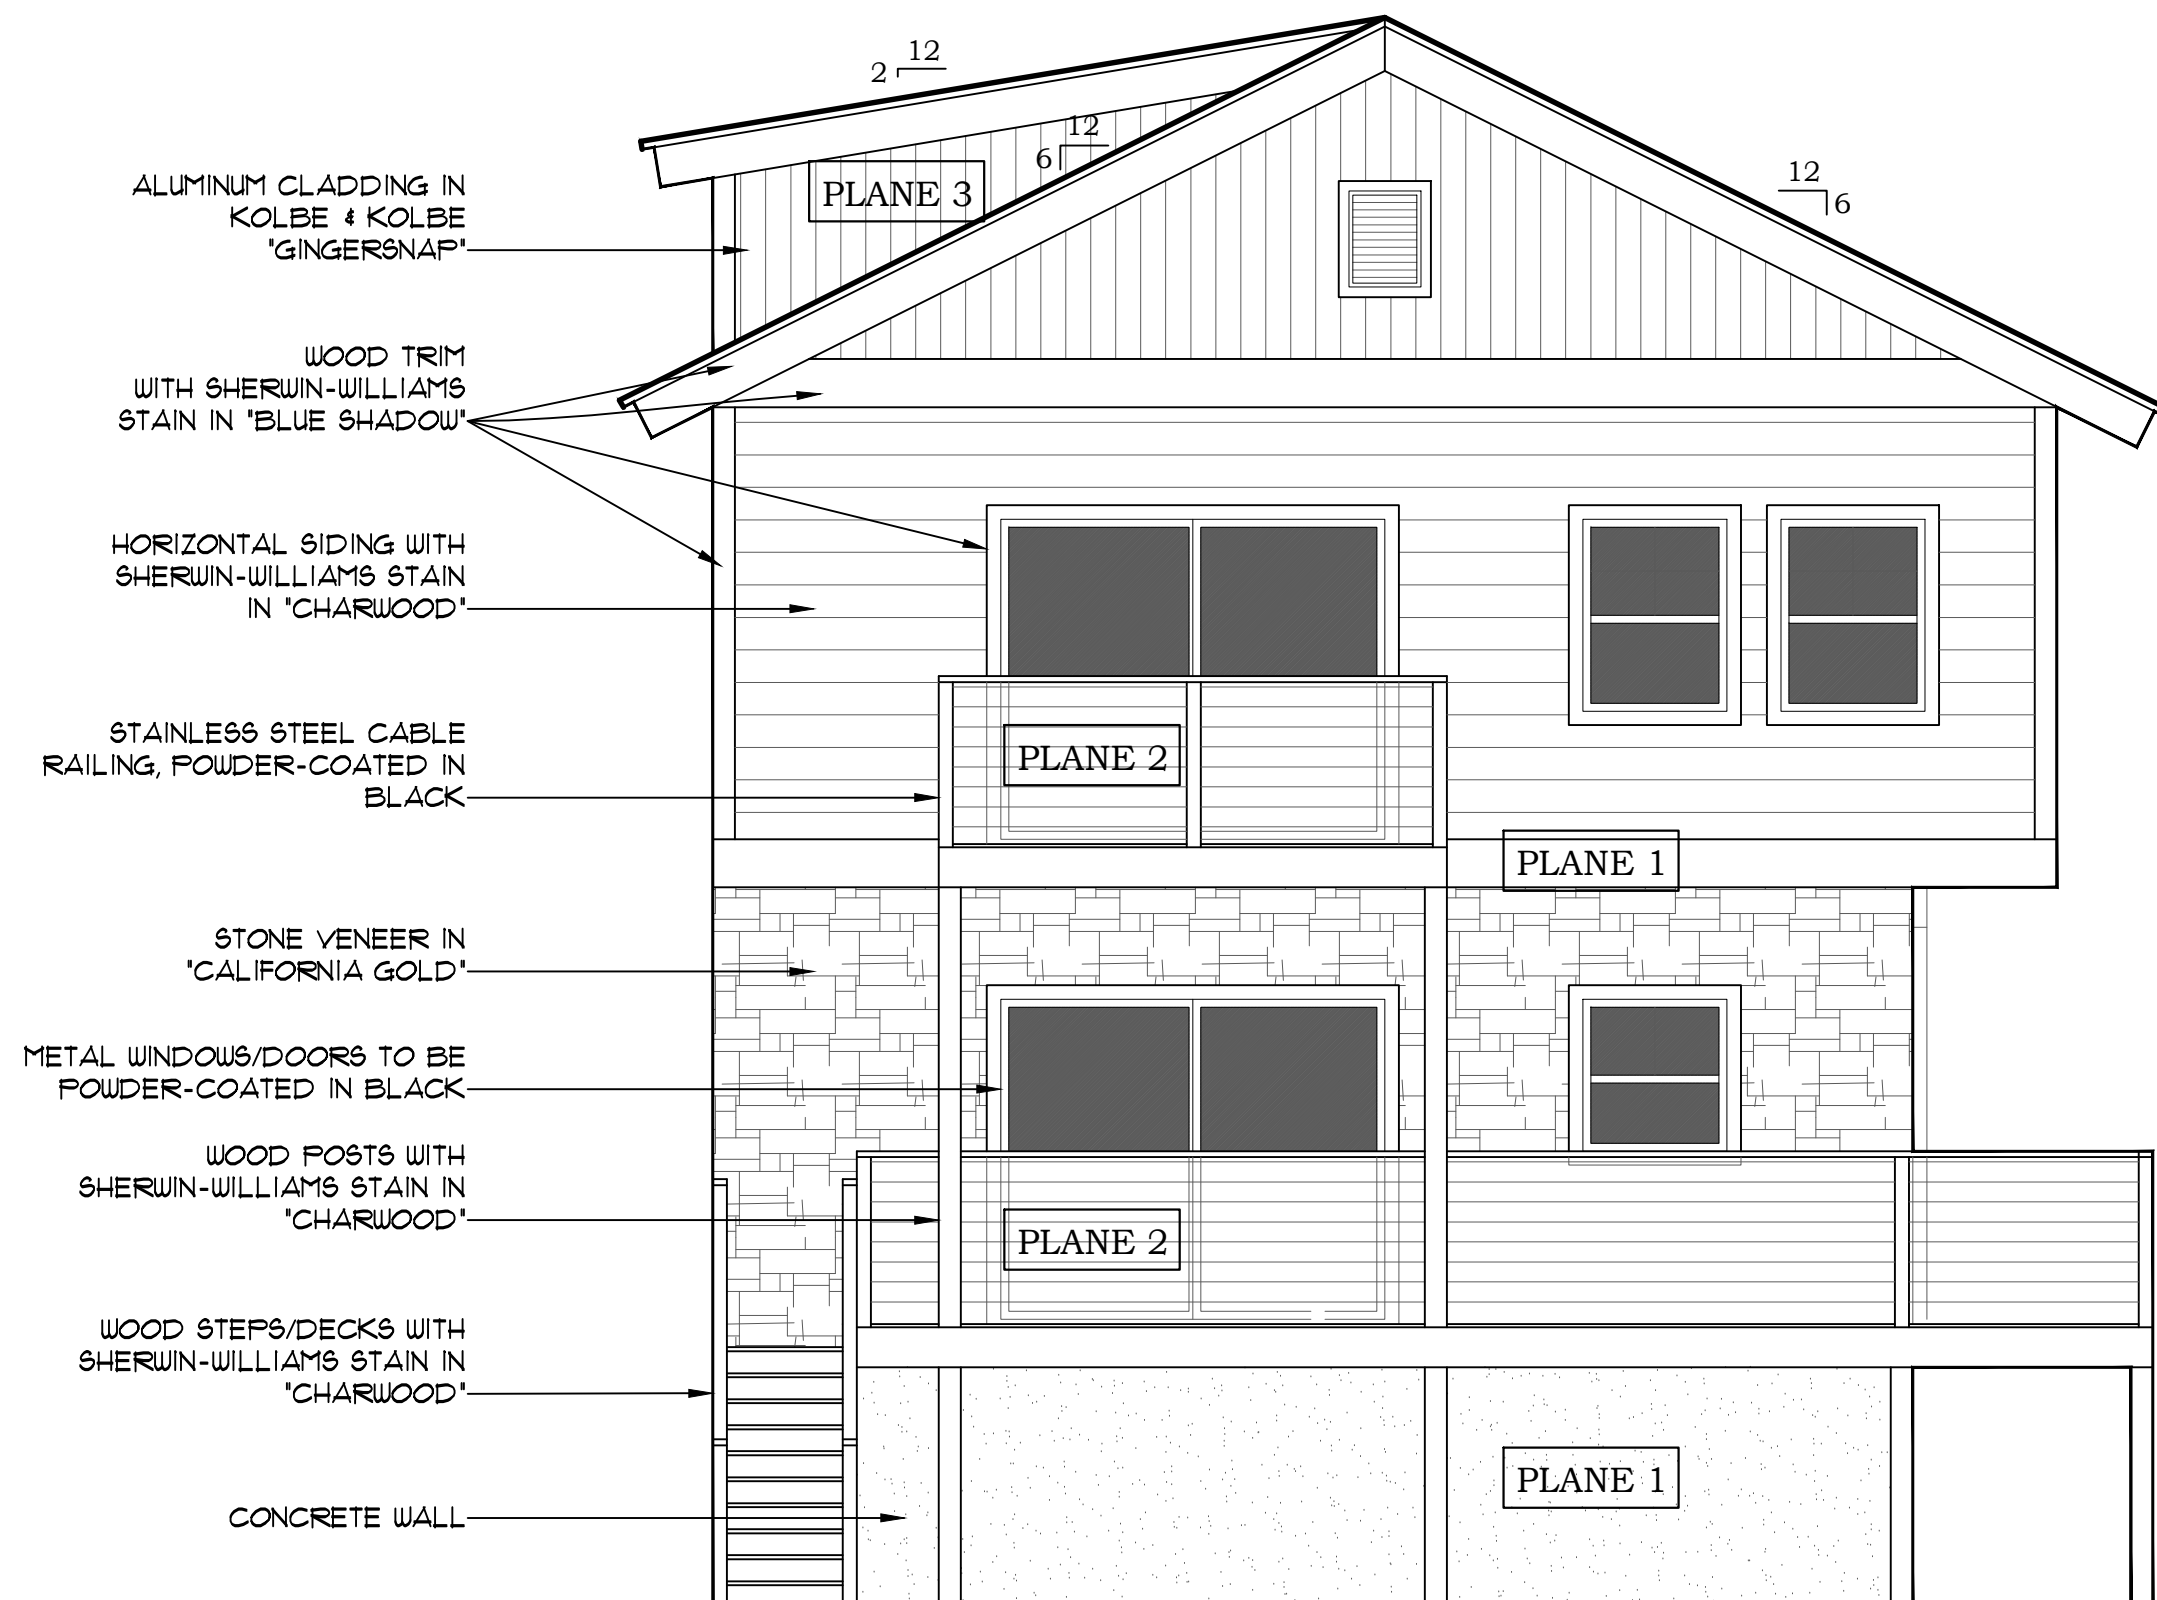 12
2
12
6
12
6
PLANE 3
ALUMINUM CLADDING IN
KOLBE & KOLBE
"GINGERSNAP"
WOOD TRIM
WITH SHERWIN-WILLIAMS
STAIN IN "BLUE SHADOW"
HORIZONTAL SIDING WITH
SHERWIN-WILLIAMS STAIN
IN "CHARWOOD"
STAINLESS STEEL CABLE
RAILING, POWDER-COATED IN
BLACK
PLANE 2
PLANE 1
STONE VENEER IN
"CALIFORNIA GOLD"
METAL WINDOWS/DOORS TO BE
POWDER-COATED IN BLACK
WOOD POSTS WITH
SHERWIN-WILLIAMS STAIN IN
"CHARWOOD"
PLANE 2
WOOD STEPS/DECKS WITH
SHERWIN-WILLIAMS STAIN IN
"CHARWOOD"
PLANE 1
CONCRETE WALL